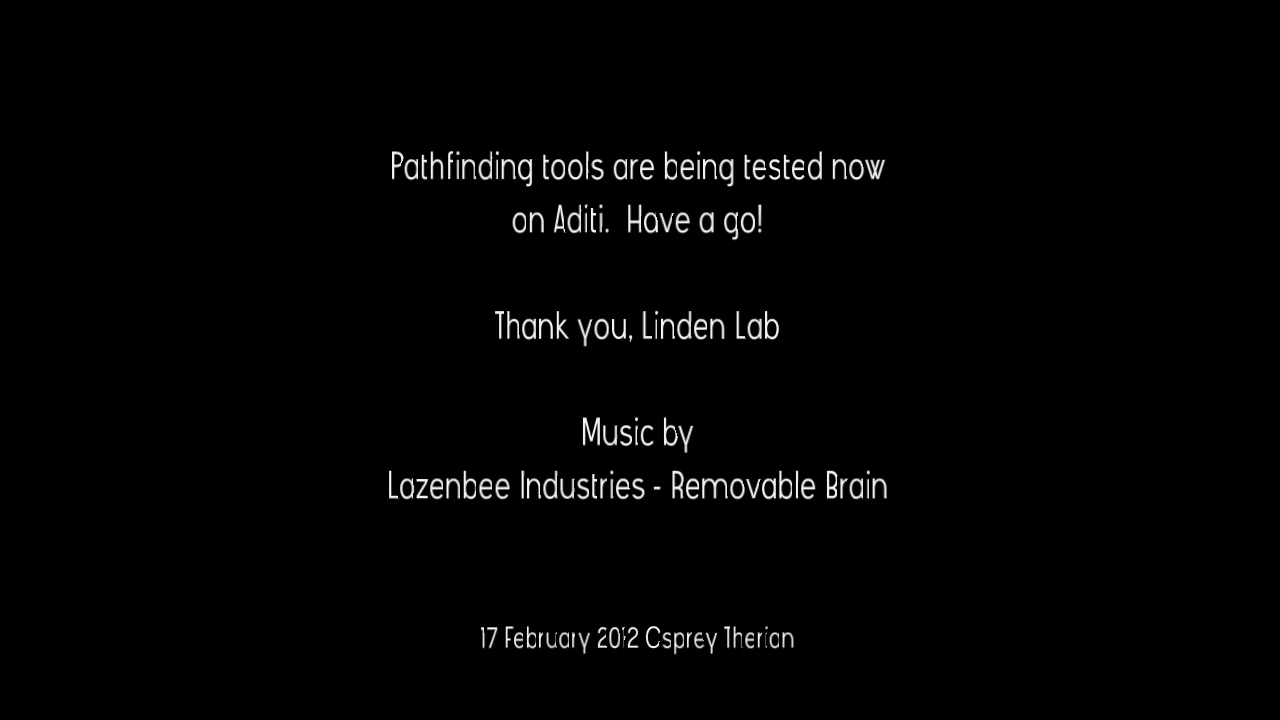 Pathfinding tools are being tested now
on Aditi.  Have a go!
Thank you, Linden Lab
Music by
Lazenbee Industries - Removable Brain
17 February 2012 Osprey Therian